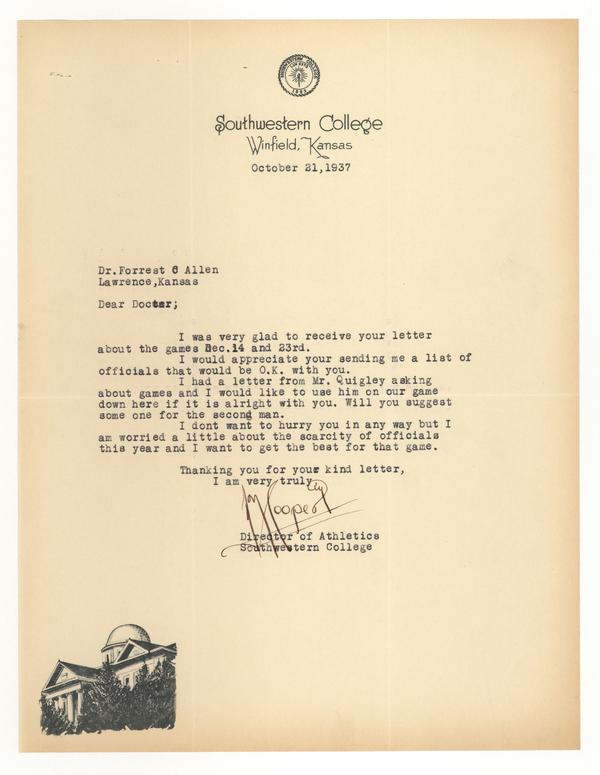 SOUTHWESTERN COLLEGE
1885
Southwestern College
Winfield, Kansas
October 21,1937
Dr.Forrest C Allen
Lawrence,Kansas
Dear Docter;
I was very glad to receive your letter
about the games Dec.14 and 23rd.
I would appreciate your sending me a list of
officials that would be O.K. with you.
I had a letter from Mr. Quigley asking
about games and I would like to use him on our game
down here if it is alright with you. Will you suggest
some one for the second man.
I dont want to hurry you in any way but I
am worried a little about the scarcity of officials
this year and I want to get the best for that game.
Thanking you for your kind letter,
I am very truly
Cooper
Director of Athletics
Southwestern College